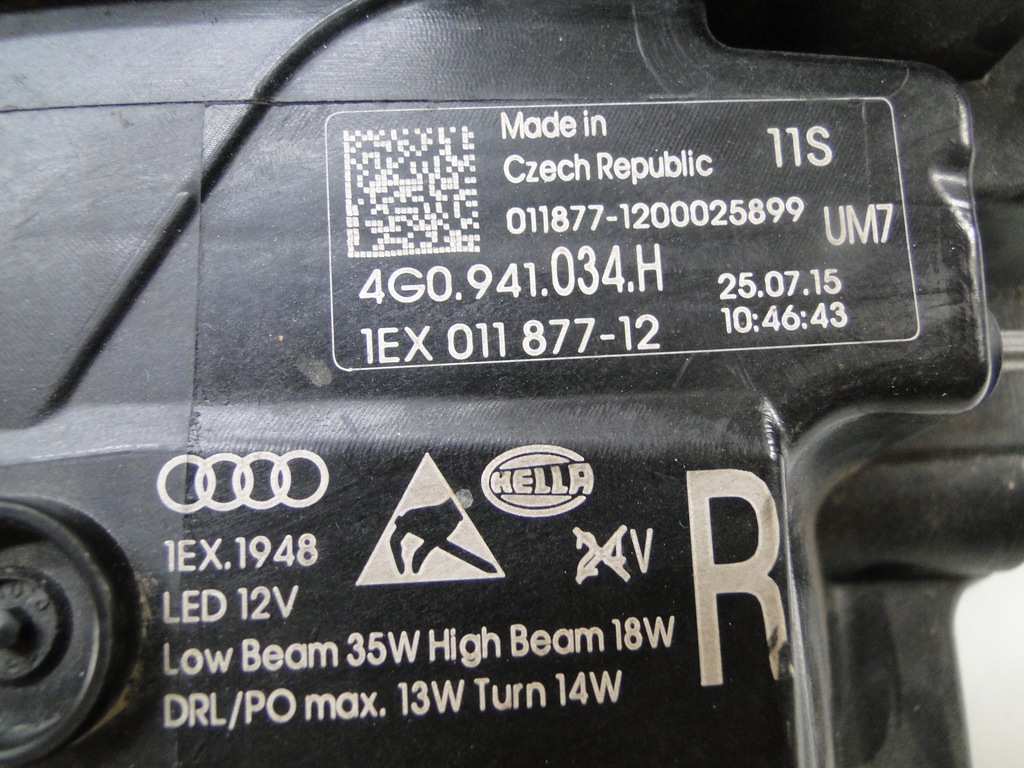 Made in
Czech Republic
11S
011877-1200025899
UM7
4G0.941.034.H
25.07.15
1EX 011 877-12
10:46:43
HELLA
24V
R
1EX.1948
LED 12V
Low Beam 35W High Beam 18W
DRL/PO max. 13W Turn 14W